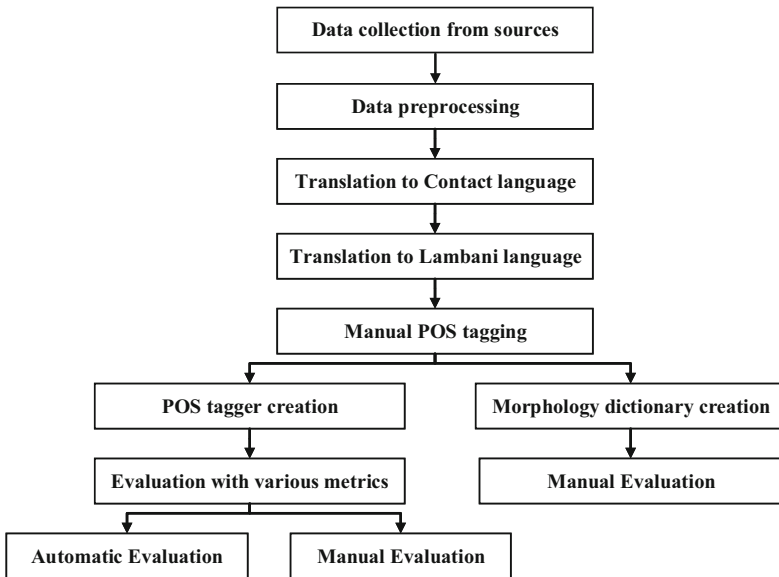 Data collection from sources
Data preprocessing
Translation to Contact language
Translation to Lambani language
Manual POS tagging
POS tagger creation
Morphology dictionary creation
Evaluation with various metrics
Manual Evaluation
Automatic Evaluation
Manual Evaluation